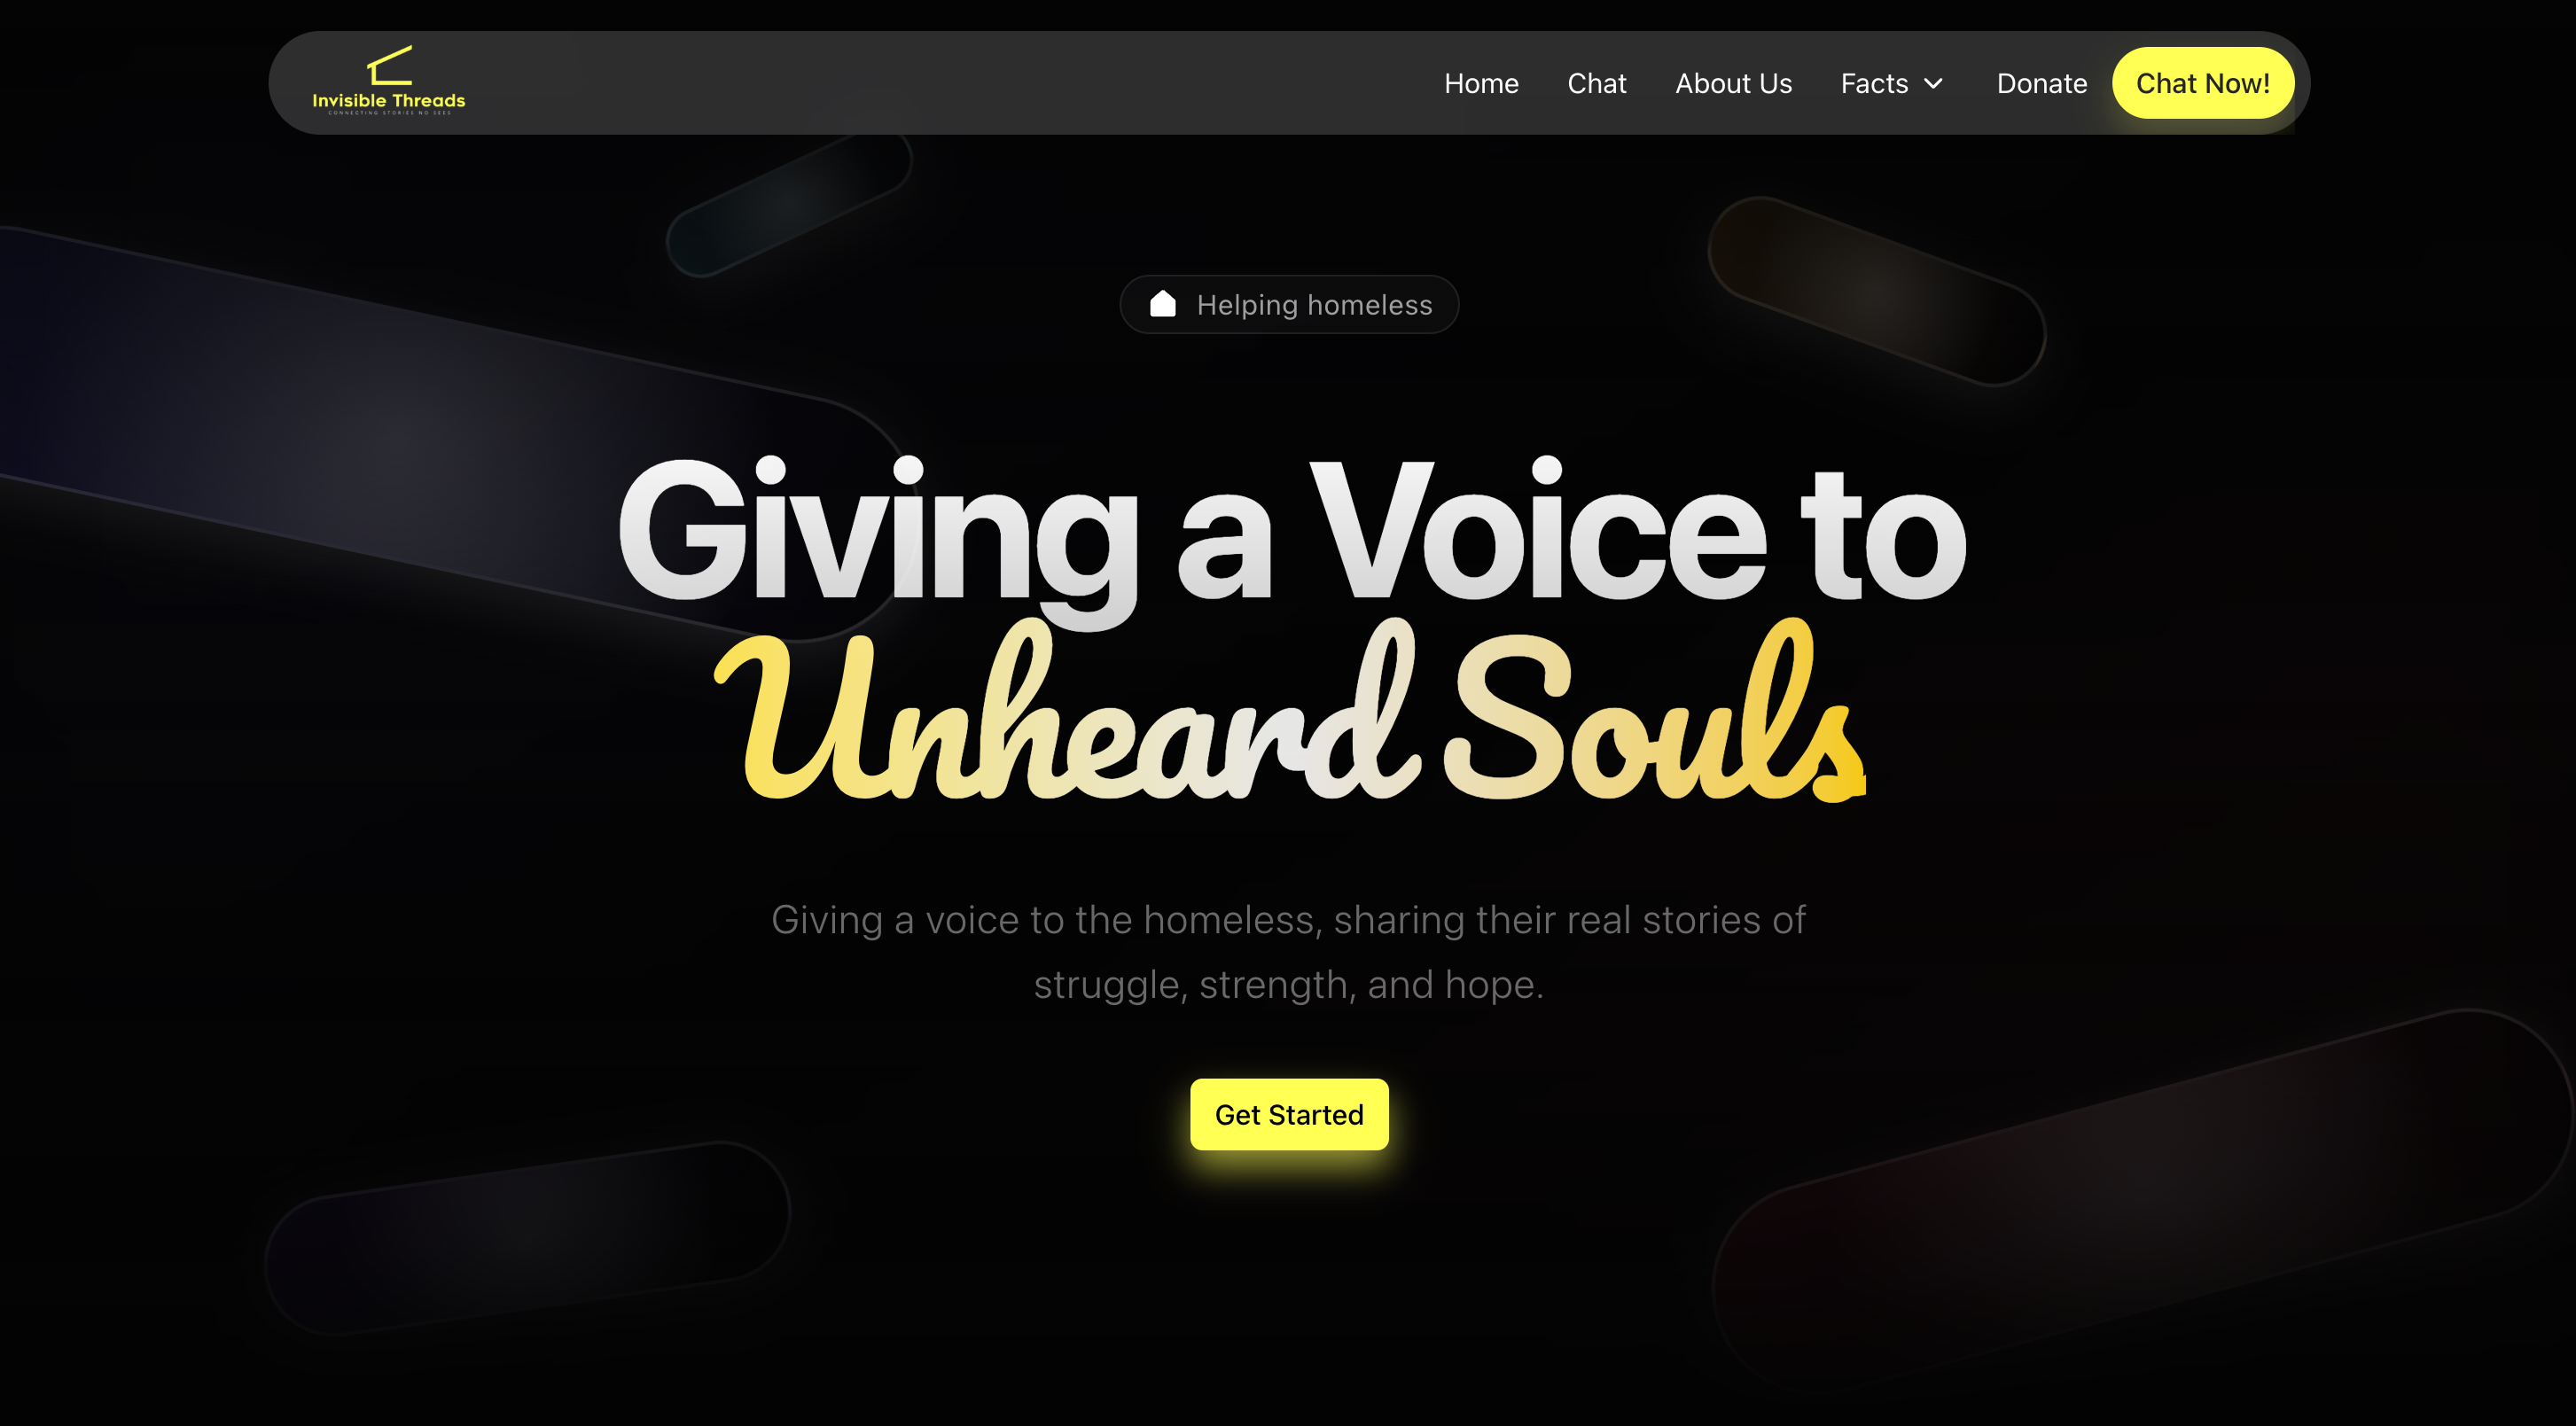 Invisible Threads
CONNECTING STORIES NO SEES
Home Chat About Us Facts Donate Chat Now!
Helping homeless
Giving a Voice to
Unheard Souls
Giving a voice to the homeless, sharing their real stories of
struggle, strength, and hope.
Get Started